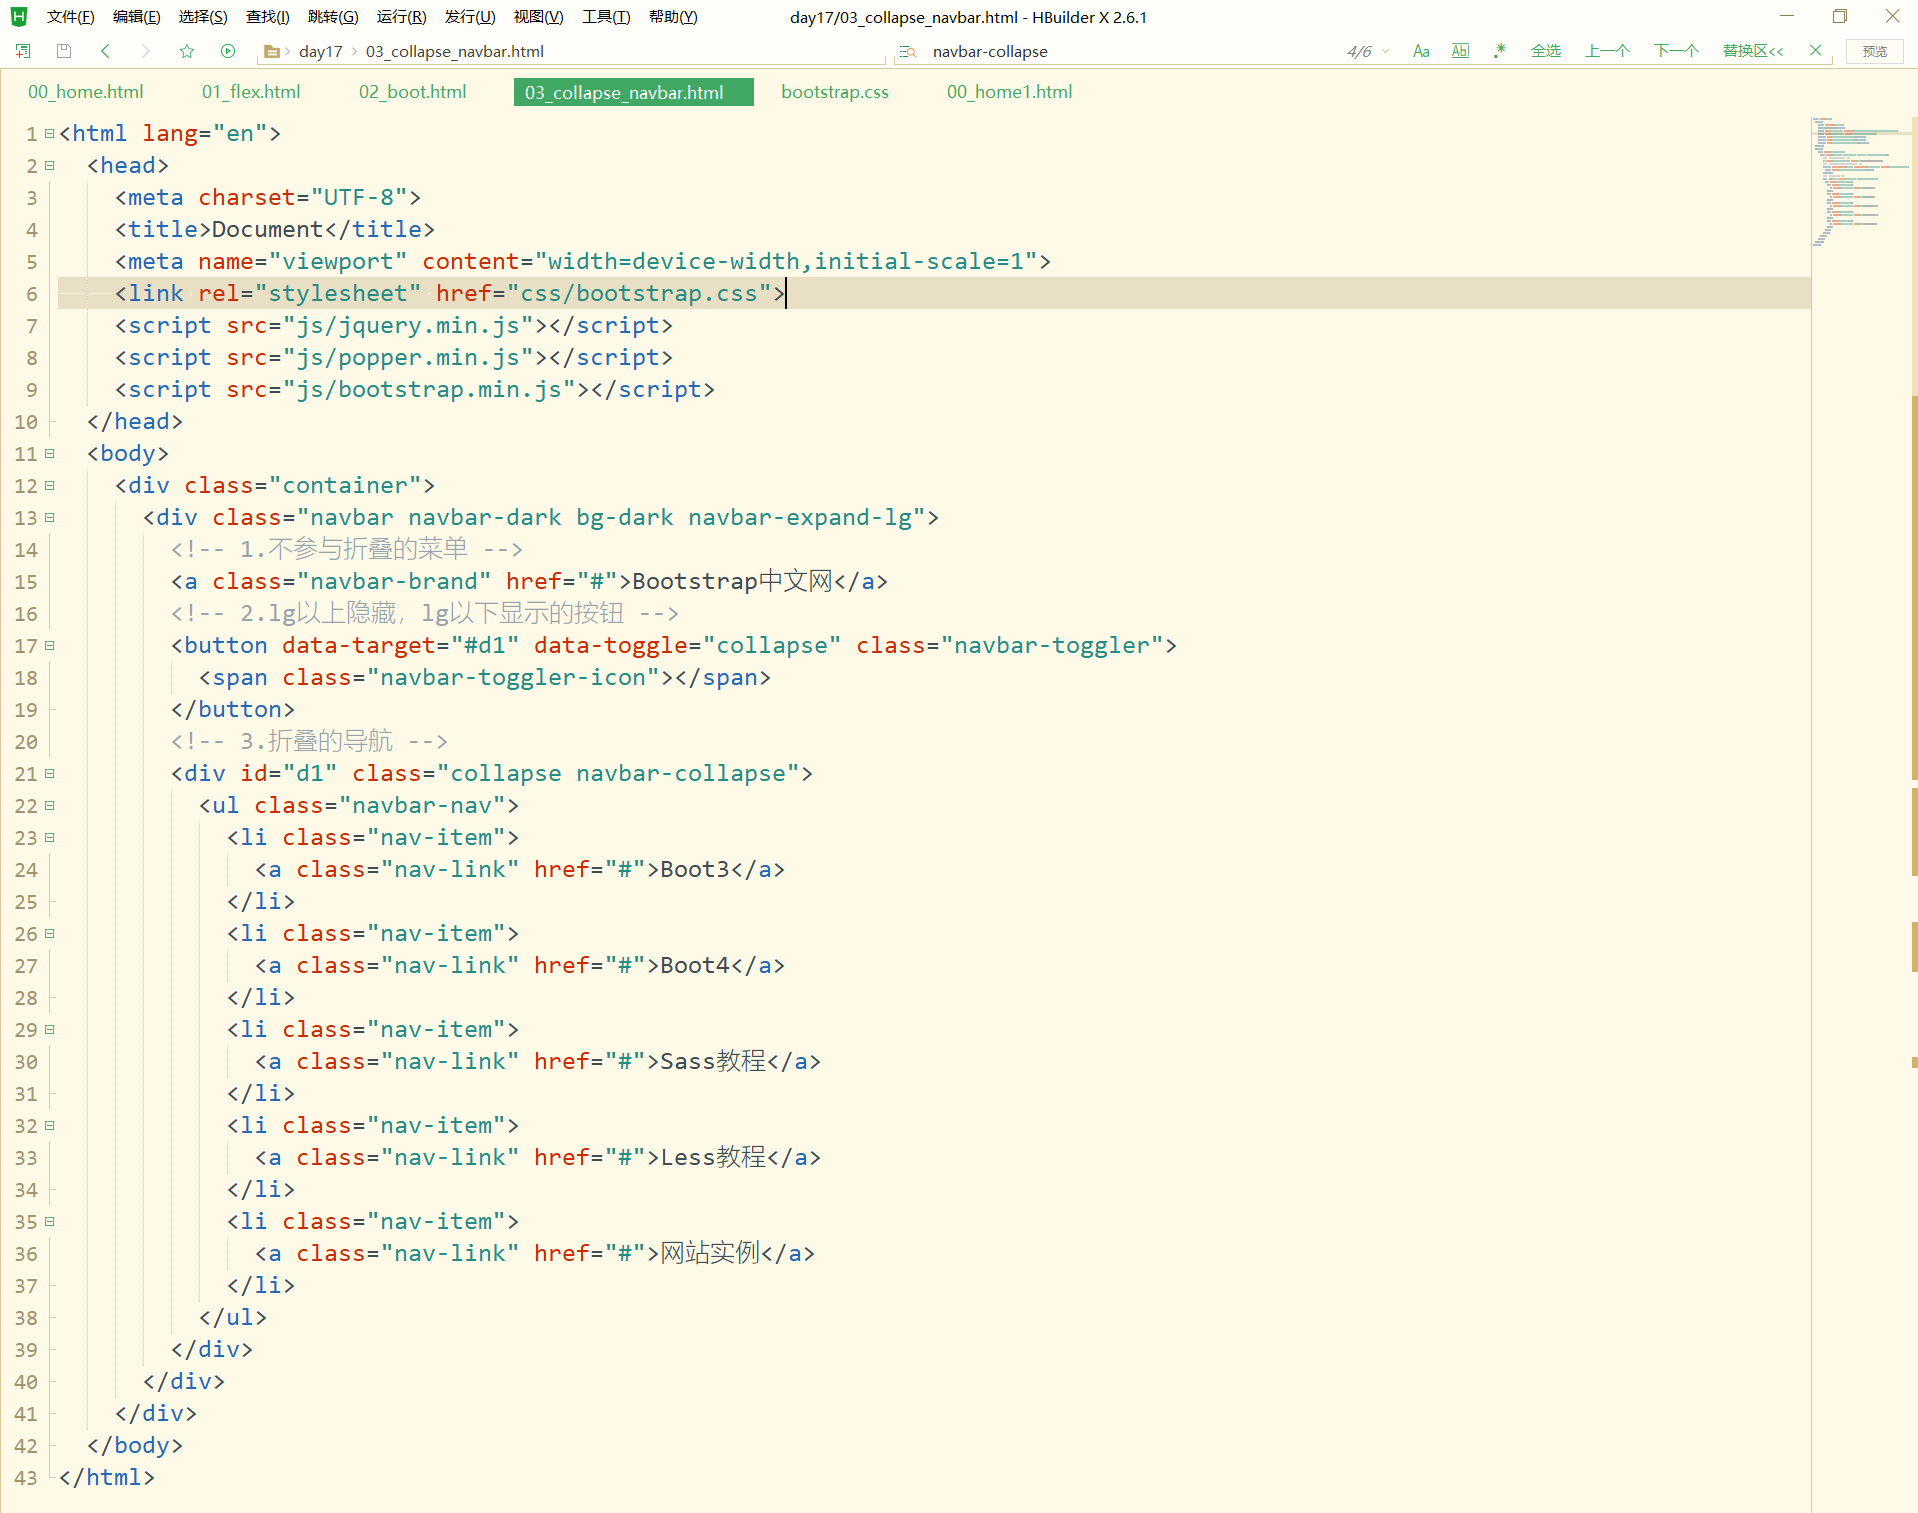 文件(F) 编辑(E) 选择(S) 查找(I) 跳转(G) 运行(R) 发行(U) 视图(V) 工具(T) 帮助(Y) day17/03_collapse_navbar.html - HBuilder X 2.6.1
day17 03_collapse_navbar.html navbar-collapse 4/6 Aa Ab .* 全选 上一个 下一个 替换区<< 预览
00_home.html 01_flex.html 02_boot.html 03_collapse_navbar.html bootstrap.css 00_home1.html
1 <html lang="en">
2 <head>
3 <meta charset="UTF-8">
4 <title>Document</title>
5 <meta name="viewport" content="width=device-width,initial-scale=1">
6 <link rel="stylesheet" href="css/bootstrap.css">
7 <script src="js/jquery.min.js"></script>
8 <script src="js/popper.min.js"></script>
9 <script src="js/bootstrap.min.js"></script>
10 </head>
11 <body>
12 <div class="container">
13 <div class="navbar navbar-dark bg-dark navbar-expand-lg">
14 <!-- 1.不参与折叠的菜单 -->
15 <a class="navbar-brand" href="#">Bootstrap中文网</a>
16 <!-- 2.lg以上隐藏，lg以下显示的按钮 -->
17 <button data-target="#d1" data-toggle="collapse" class="navbar-toggler">
18 <span class="navbar-toggler-icon"></span>
19 </button>
20 <!-- 3.折叠的导航 -->
21 <div id="d1" class="collapse navbar-collapse">
22 <ul class="navbar-nav">
23 <li class="nav-item">
24 <a class="nav-link" href="#">Boot3</a>
25 </li>
26 <li class="nav-item">
27 <a class="nav-link" href="#">Boot4</a>
28 </li>
29 <li class="nav-item">
30 <a class="nav-link" href="#">Sass教程</a>
31 </li>
32 <li class="nav-item">
33 <a class="nav-link" href="#">Less教程</a>
34 </li>
35 <li class="nav-item">
36 <a class="nav-link" href="#">网站实例</a>
37 </li>
38 </ul>
39 </div>
40 </div>
41 </div>
42 </body>
43 </html>